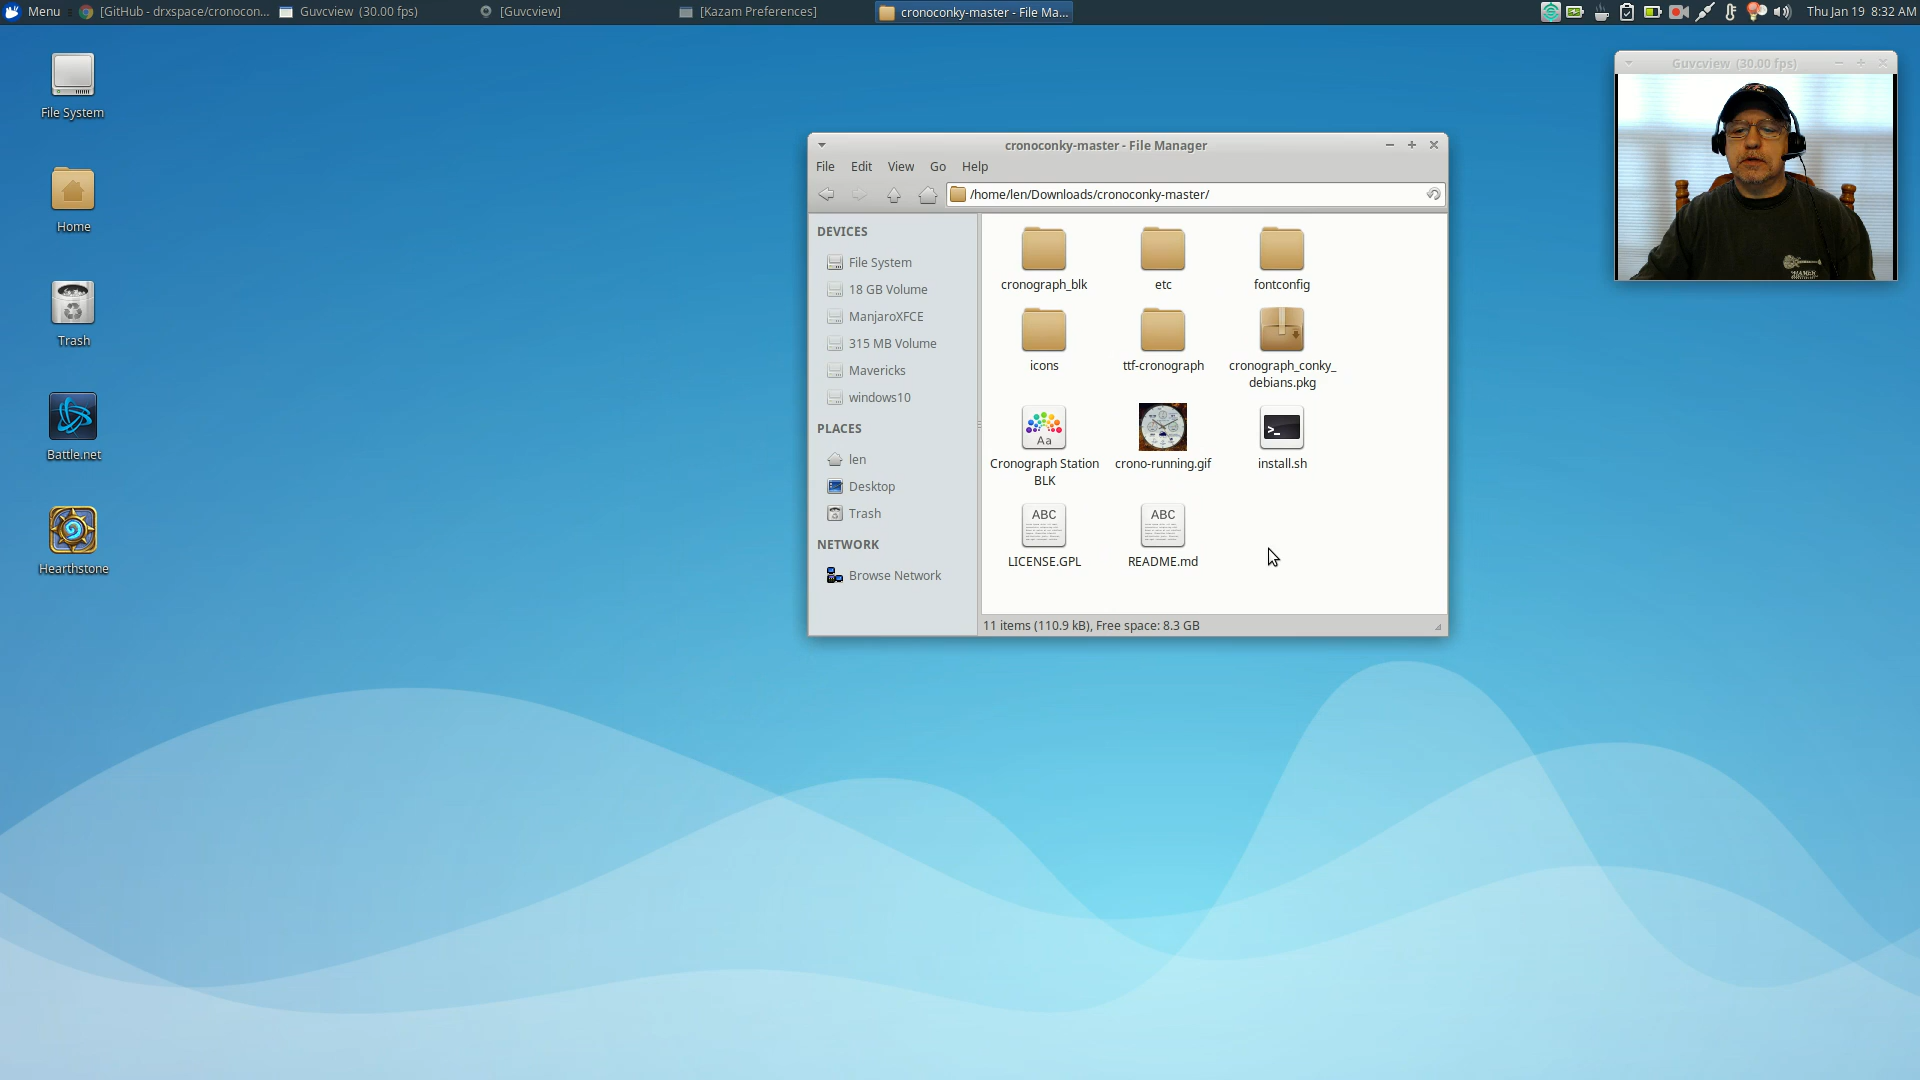 Menu
[GitHub - drxspace/cronocon...
Guvcview (30.00 fps)
[Guvcview]
[Kazam Preferences]
cronoconky-master - File Ma...
Thu Jan 19 8:32 AM
File System
Home
Trash
Battle.net
Hearthstone
cronoconky-master - File Manager
File Edit View Go Help
/home/len/Downloads/cronoconky-master/
DEVICES
File System
18 GB Volume
ManjaroXFCE
315 MB Volume
Mavericks
windows10
PLACES
len
Desktop
Trash
NETWORK
Browse Network
cronograph_blk
etc
fontconfig
icons
ttf-cronograph
cronograph_conky_
debians.pkg
Aa
Cronograph Station
BLK
crono-running.gif
>_
install.sh
ABC
LICENSE.GPL
ABC
README.md
11 items (110.9 kB), Free space: 8.3 GB
Guvcview (30.00 fps)
HAMER